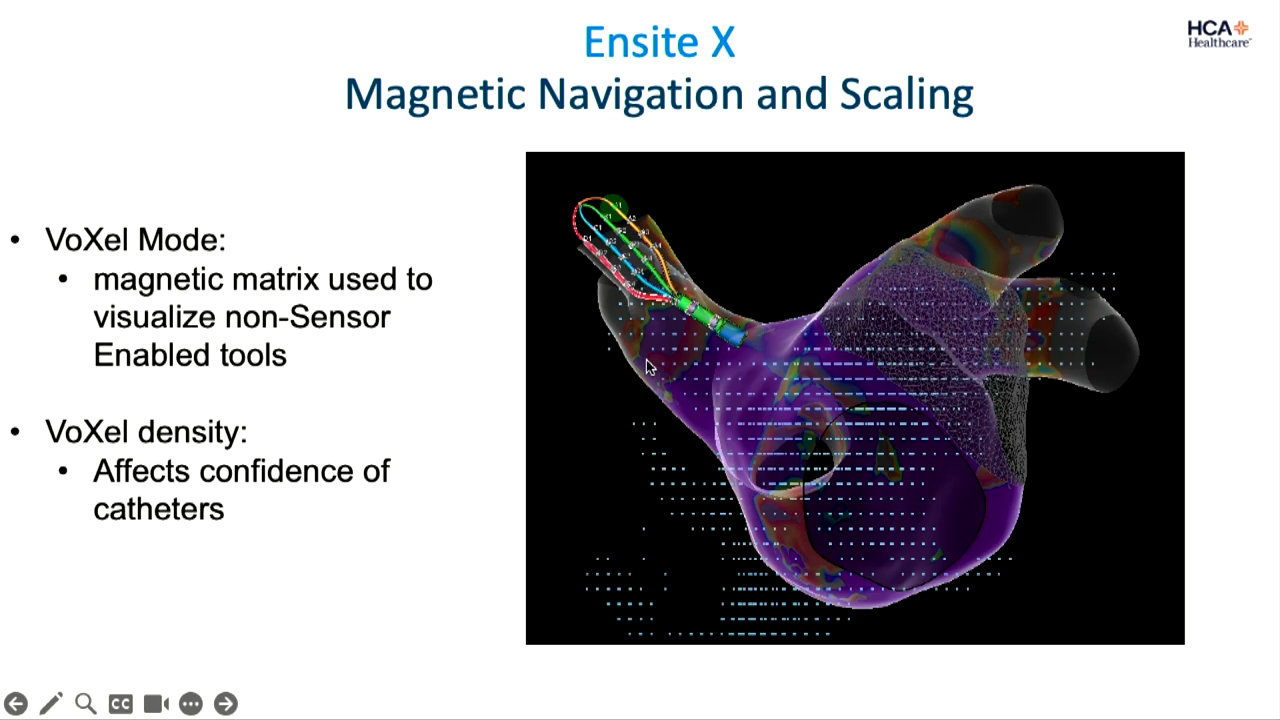 Ensite X
HCA
Healthcare
Magnetic Navigation and Scaling
• VoXel Mode:
• magnetic matrix used to
visualize non-Sensor
Enabled tools
• VoXel density:
• Affects confidence of
catheters
CC